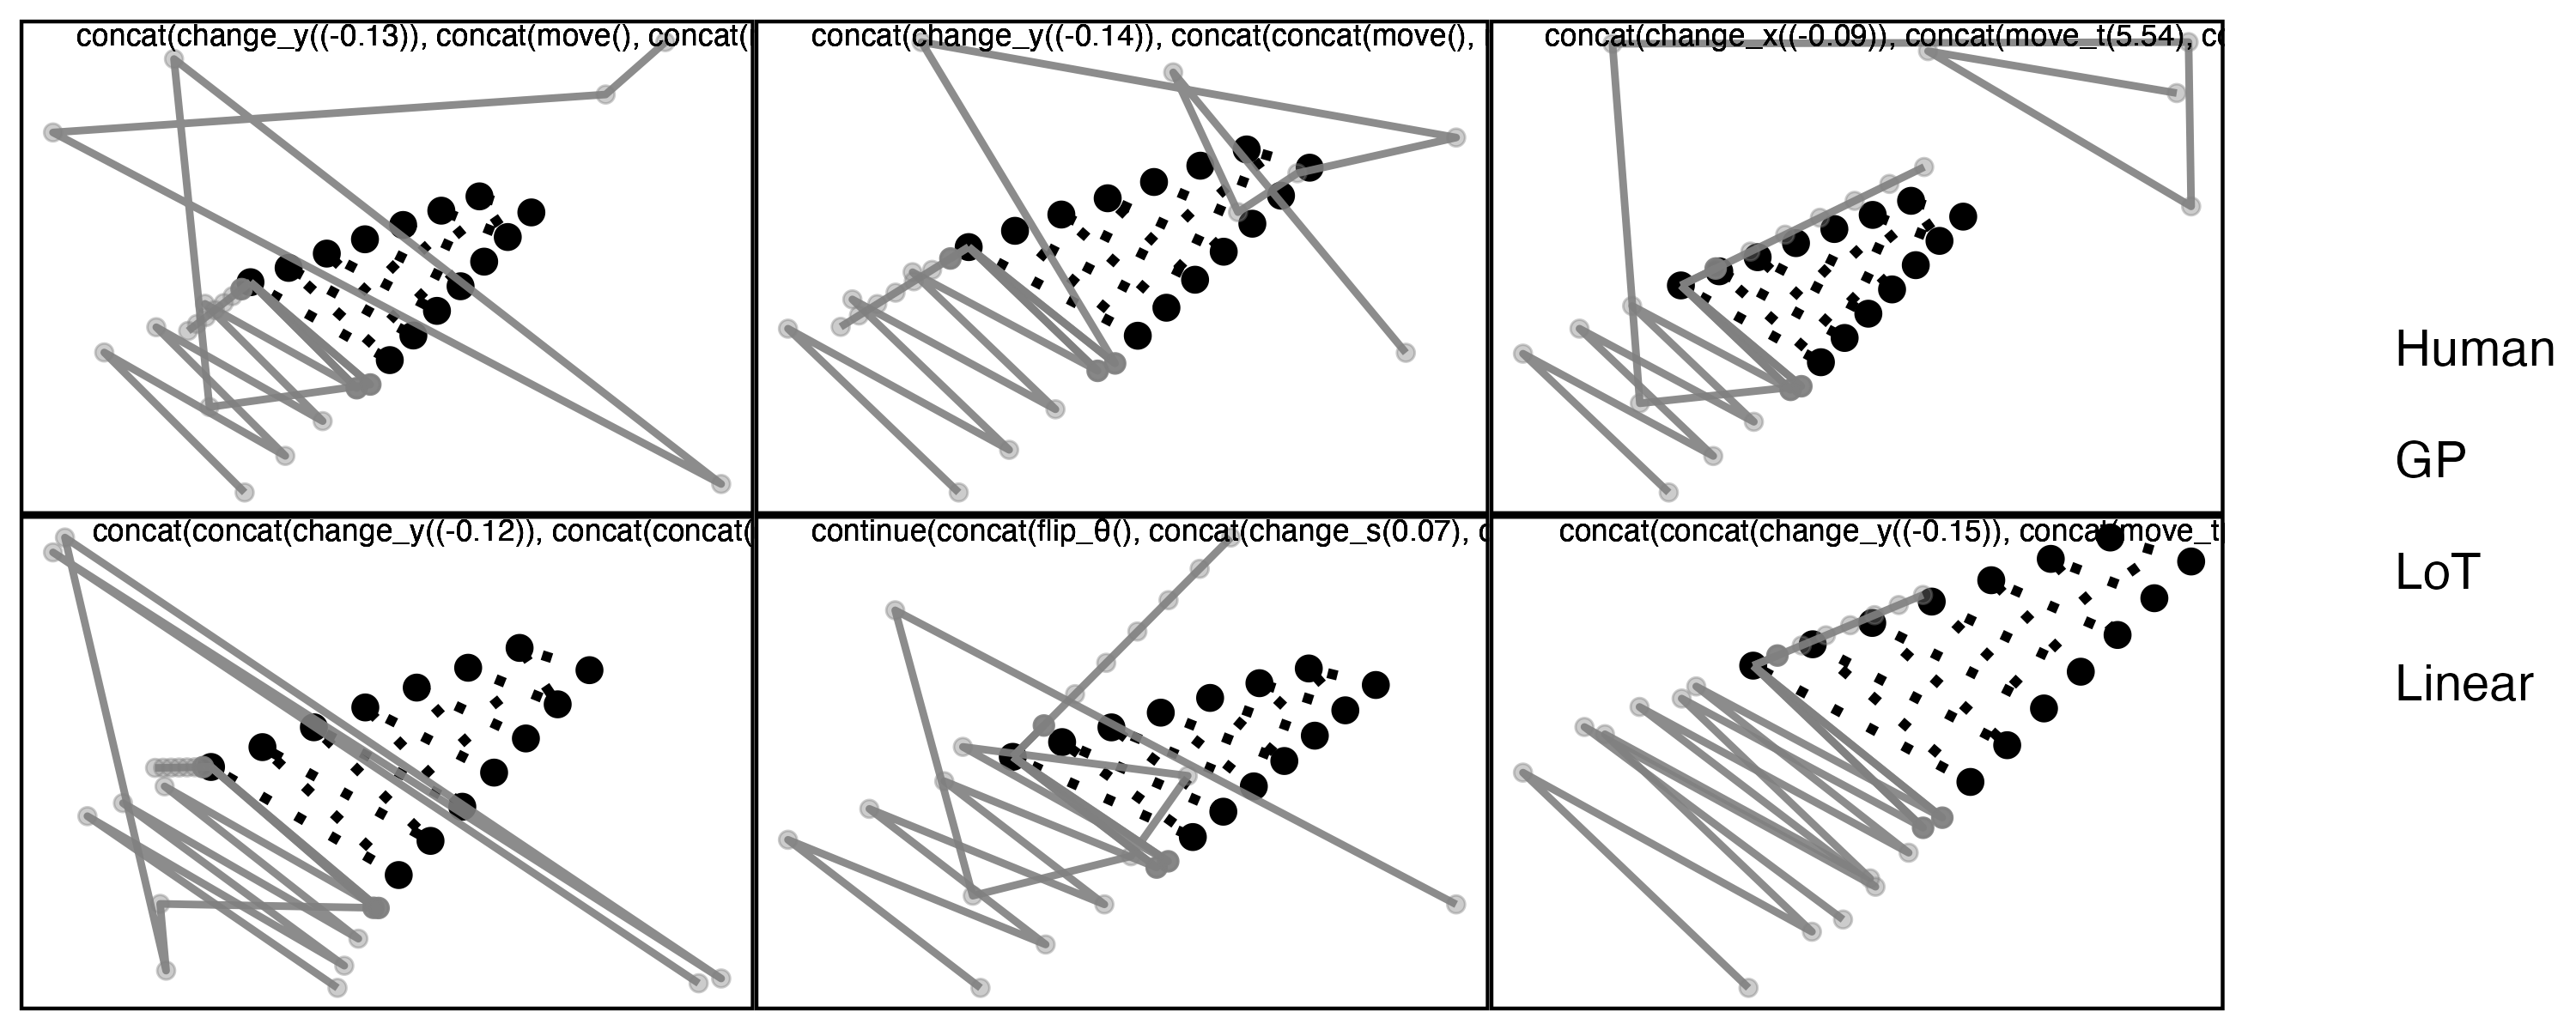 concat(change_y((-0.13)), concat(move(), concat(
concat(change_y((-0.14)), concat(concat(move(),
concat(change_x((-0.09)), concat(move_t(5.54), co
concat(concat(change_y((-0.12)), concat(concat(
continue(concat(flip_θ(), concat(change_s(0.07), c
concat(concat(change_y((-0.15)), concat(move_t
Human
GP
LoT
Linear